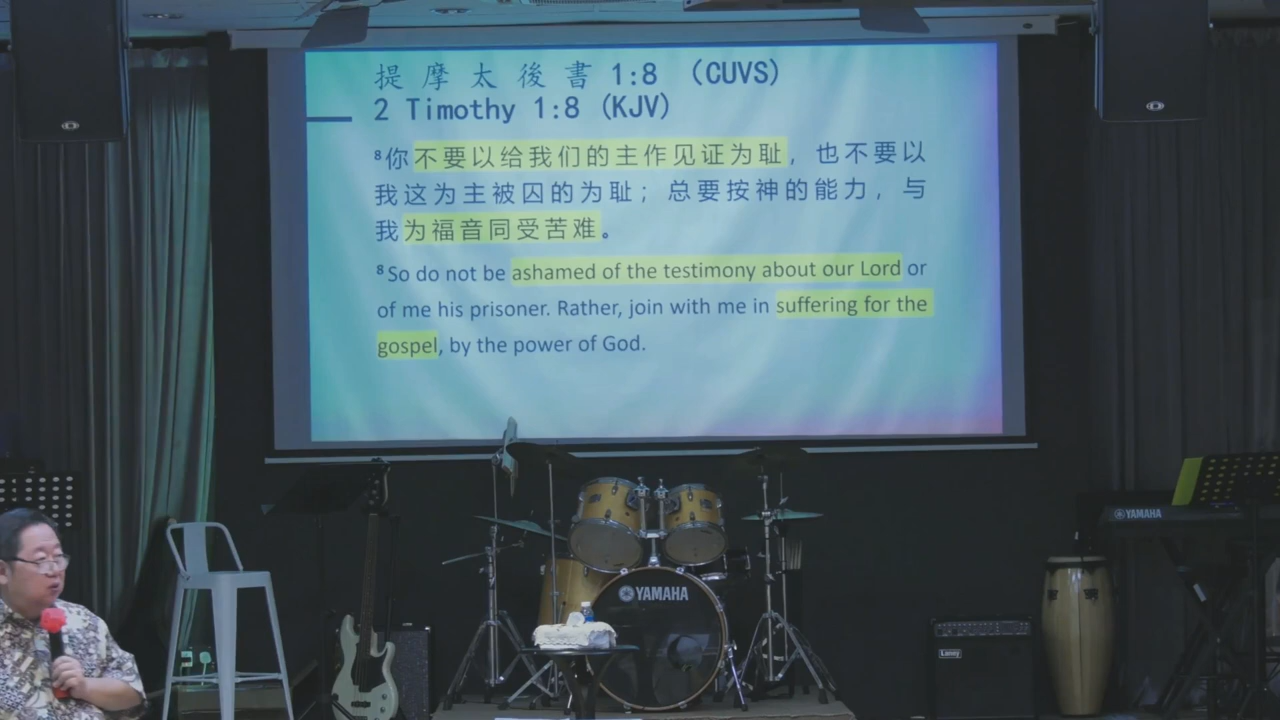 提摩太後書 1:8 （CUVS）
2 Timothy 1:8 (KJV)
⁸你不要以给我们的主作见证为耻，也不要以
我这为主被囚的为耻；总要按神的能力，与
我为福音同受苦难。
⁸So do not be ashamed of the testimony about our Lord or
of me his prisoner. Rather, join with me in suffering for the
gospel, by the power of God.
YAMAHA
YAMAHA
Laney